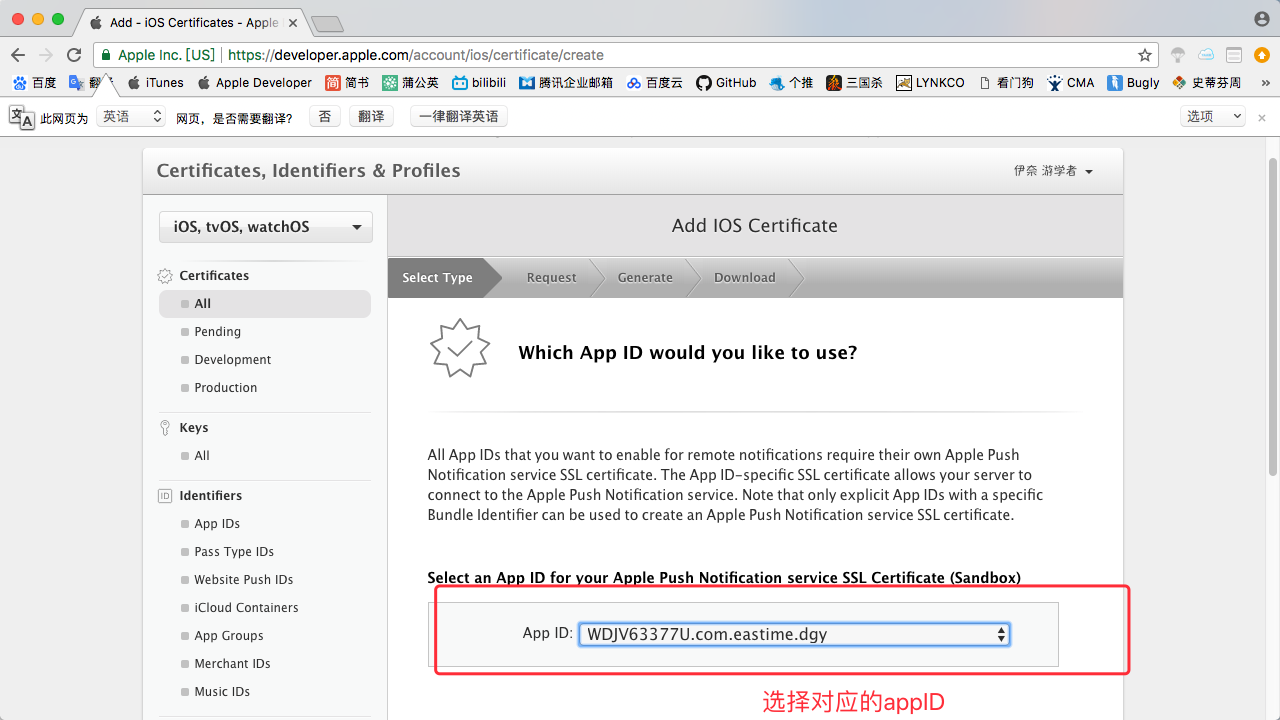 Add - iOS Certificates - Apple
Apple Inc. [US] https://developer.apple.com/account/ios/certificate/create
百度 翻 iTunes Apple Developer 简书 蒲公英 bilibili 腾讯企业邮箱 百度云 GitHub 个推 三国杀 LYNKCO 看门狗 CMA Bugly 史蒂芬周 »
此网页为 英语 网页，是否需要翻译？ 否 翻译 一律翻译英语 选项
Certificates, Identifiers & Profiles
伊奈 游学者
iOS, tvOS, watchOS
Add IOS Certificate
Select Type Request Generate Download
Certificates
All
Pending
Development
Production
Keys
All
Identifiers
App IDs
Pass Type IDs
Website Push IDs
iCloud Containers
App Groups
Merchant IDs
Music IDs
Which App ID would you like to use?
All App IDs that you want to enable for remote notifications require their own Apple Push
Notification service SSL certificate. The App ID-specific SSL certificate allows your server to
connect to the Apple Push Notification service. Note that only explicit App IDs with a specific
Bundle Identifier can be used to create an Apple Push Notification service SSL certificate.
Select an App ID for your Apple Push Notification service SSL Certificate (Sandbox)
App ID: WDJV63377U.com.eastime.dgy
选择对应的appID